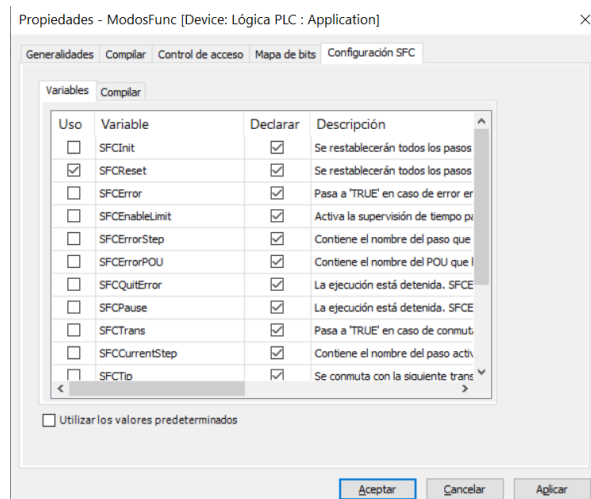 Propiedades - ModosFunc [Device: Lógica PLC : Application]
Generalidades Compilar Control de acceso Mapa de bits Configuración SFC
Variables Compilar
Uso Variable Declarar Descripción
SFCInit Se restablecerán todos los pasos
SFCReset Se restablecerán todos los pasos
SFCError Pasa a 'TRUE' en caso de error er
SFCEnableLimit Activa la supervisión de tiempo pa
SFCErrorStep Contiene el nombre del paso que
SFCErrorPOU Contiene el nombre del POU que l
SFCQuitError La ejecución está detenida. SFCE
SFCPause La ejecución está detenida. SFCE
SFCTrans Pasa a 'TRUE' en caso de conmuta
SFCCurrentStep Contiene el nombre del paso activ
SFCTip Se conmuta con la siguiente trans
Utilizar los valores predeterminados
Aceptar Cancelar Aplicar